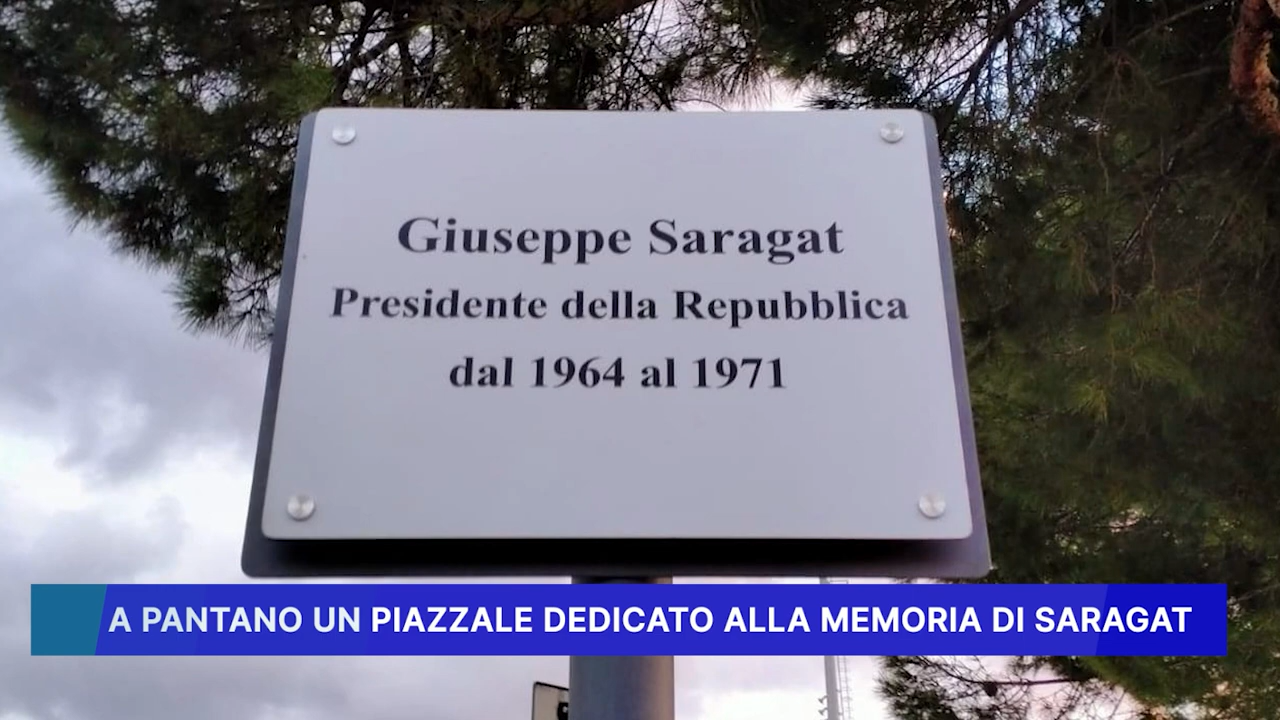 Giuseppe Saragat
Presidente della Repubblica
dal 1964 al 1971
A PANTANO UN PIAZZALE DEDICATO ALLA MEMORIA DI SARAGAT